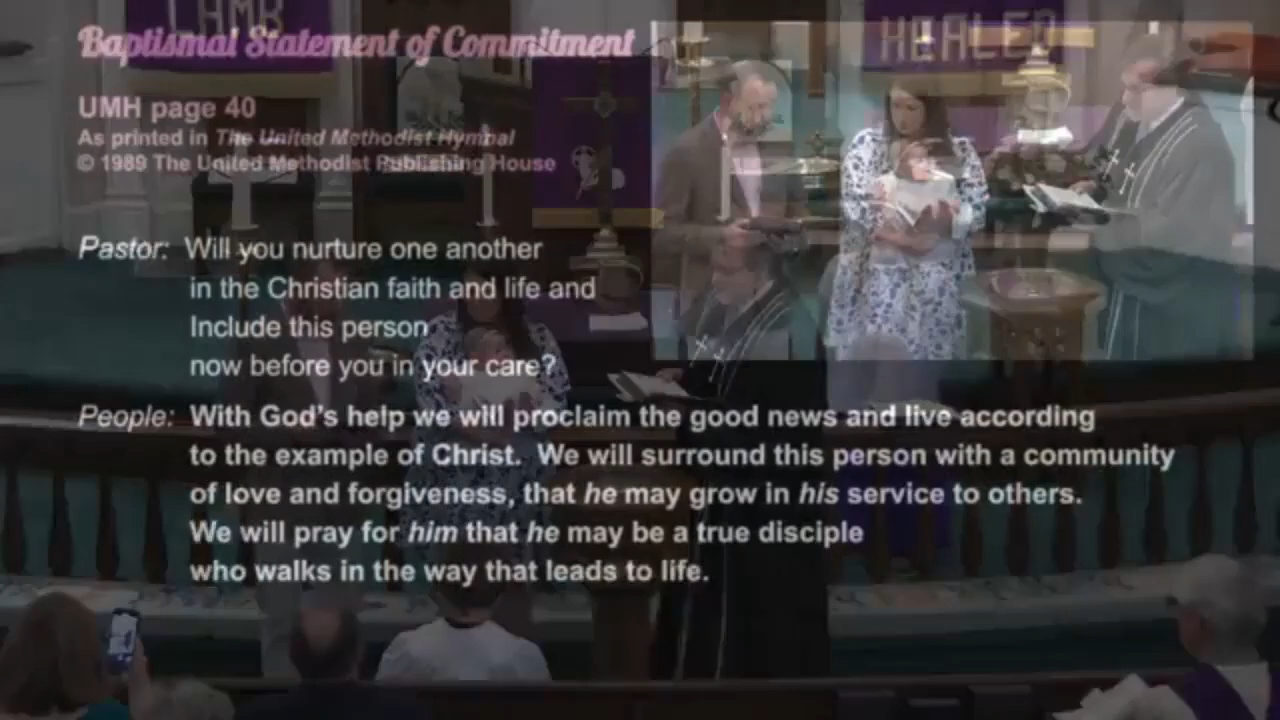 LAMB
HEALER
Baptismal Statement of Commitment
UMH page 40
As printed in The United Methodist Hymnal
© 1989 The United Methodist Publishing House
Pastor: Will you nurture one another
in the Christian faith and life and
Include this person
now before you in your care?
People: With God's help we will proclaim the good news and live according
to the example of Christ. We will surround this person with a community
of love and forgiveness, that he may grow in his service to others.
We will pray for him that he may be a true disciple
who walks in the way that leads to life.